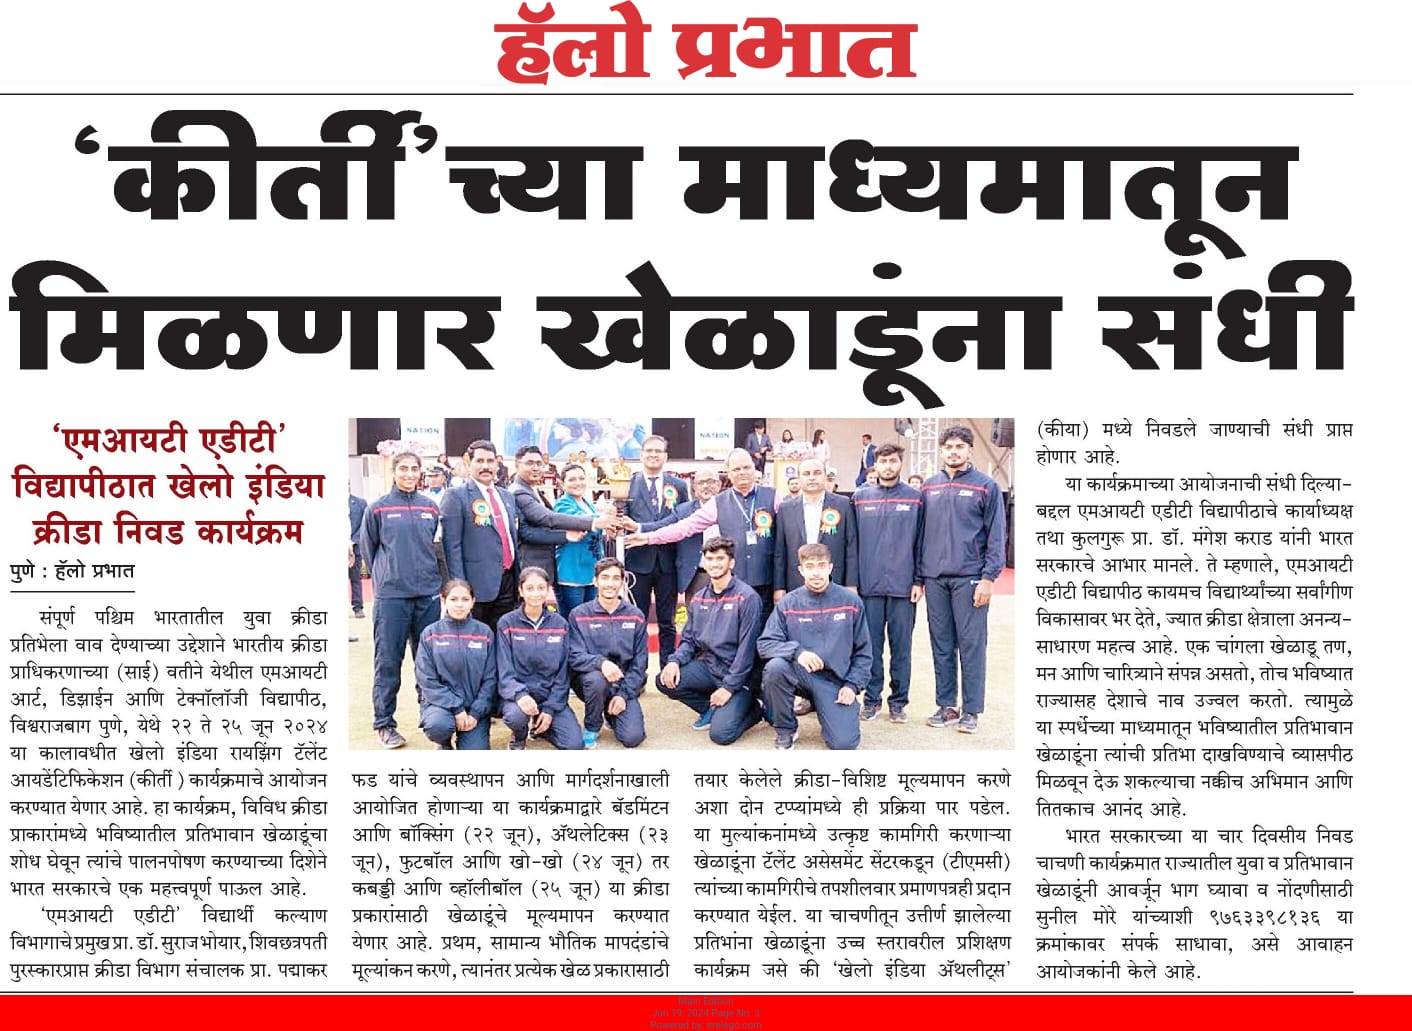 हॅलो प्रभात
‘कीर्ती’च्या माध्यमातून
मिळणार खेळाडूंना संधी
‘एमआयटी एडीटी’
विद्यापीठात खेलो इंडिया
क्रीडा निवड कार्यक्रम
पुणे : हॅलो प्रभात
संपूर्ण पश्चिम भारतातील युवा क्रीडा
प्रतिभेला वाव देण्याच्या उद्देशाने भारतीय क्रीडा
प्राधिकरणाच्या (साई) वतीने येथील एमआयटी
आर्ट, डिझाईन आणि टेक्नॉलॉजी विद्यापीठ,
विश्वराजबाग पुणे, येथे २२ ते २५ जून २०२४
या कालावधीत खेलो इंडिया रायझिंग टॅलेंट
आयडेंटिफिकेशन (कीर्ती ) कार्यक्रमाचे आयोजन
करण्यात येणार आहे. हा कार्यक्रम, विविध क्रीडा
प्राकारांमध्ये भविष्यातील प्रतिभावान खेळाडूंचा
शोध घेवून त्यांचे पालनपोषण करण्याच्या दिशेने
भारत सरकारचे एक महत्त्वपूर्ण पाऊल आहे.
‘एमआयटी एडीटी’ विद्यार्थी कल्याण
विभागाचे प्रमुख प्रा. डॉ. सुराज भोयार, शिवछत्रपती
पुरस्कारप्राप्त क्रीडा विभाग संचालक प्रा. पद्माकर
NATION
NATION
फड यांचे व्यवस्थापन आणि मार्गदर्शनाखाली
आयोजित होणाऱ्या या कार्यक्रमाद्वारे बॅडमिंटन
आणि बॉक्सिंग (२२ जून), अ‍ॅथलेटिक्स (२३
जून), फुटबॉल आणि खो-खो (२४ जून) तर
कबड्डी आणि व्हॉलीबॉल (२५ जून) या क्रीडा
प्रकारांसाठी खेळाडूंचे मूल्यमापन करण्यात
येणार आहे. प्रथम, सामान्य भौतिक मापदंडांचे
मूल्यांकन करणे, त्यानंतर प्रत्येक खेळ प्रकारासाठी
तयार केलेले क्रीडा-विशिष्ट मूल्यमापन करणे
अशा दोन टप्प्यांमध्ये ही प्रक्रिया पार पडेल.
या मुल्यांकनांमध्ये उत्कृष्ट कामगिरी करणाऱ्या
खेळाडूंना टॅलेंट असेसमेंट सेंटरकडून (टीएमसी)
त्यांच्या कामगिरीचे तपशीलवार प्रमाणपत्रही प्रदान
करण्यात येईल. या चाचणीतून उत्तीर्ण झालेल्या
प्रतिभांना खेळाडूंना उच्च स्तरावरील प्रशिक्षण
कार्यक्रम जसे की ‘खेलो इंडिया अ‍ॅथलीट्स’
(कीया) मध्ये निवडले जाण्याची संधी प्राप्त
होणार आहे.
या कार्यक्रमाच्या आयोजनाची संधी दिल्या-
बद्दल एमआयटी एडीटी विद्यापीठाचे कार्याध्यक्ष
तथा कुलगुरू प्रा. डॉ. मंगेश कराड यांनी भारत
सरकारचे आभार मानले. ते म्हणाले, एमआयटी
एडीटी विद्यापीठ कायमच विद्यार्थ्यांच्या सर्वांगीण
विकासावर भर देते, ज्यात क्रीडा क्षेत्राला अनन्य-
साधारण महत्व आहे. एक चांगला खेळाडू तण,
मन आणि चारित्र्याने संपन्न असतो, तोच भविष्यात
राज्यासह देशाचे नाव उज्वल करतो. त्यामुळे
या स्पर्धेच्या माध्यमातून भविष्यातील प्रतिभावान
खेळाडूंना त्यांची प्रतिभा दाखविण्याचे व्यासपीठ
मिळवून देऊ शकल्याचा नक्कीच अभिमान आणि
तितकाच आनंद आहे.
भारत सरकारच्या या चार दिवसीय निवड
चाचणी कार्यक्रमात राज्यातील युवा व प्रतिभावान
खेळाडूंनी आवर्जून भाग घ्यावा व नोंदणीसाठी
सुनील मोरे यांच्याशी ९७६३३९८१३६ या
क्रमांकावर संपर्क साधावा, असे आवाहन
आयोजकांनी केले आहे.
Main Edition
Jun 19, 2024 Page No. 3
Powered by: erelego.com